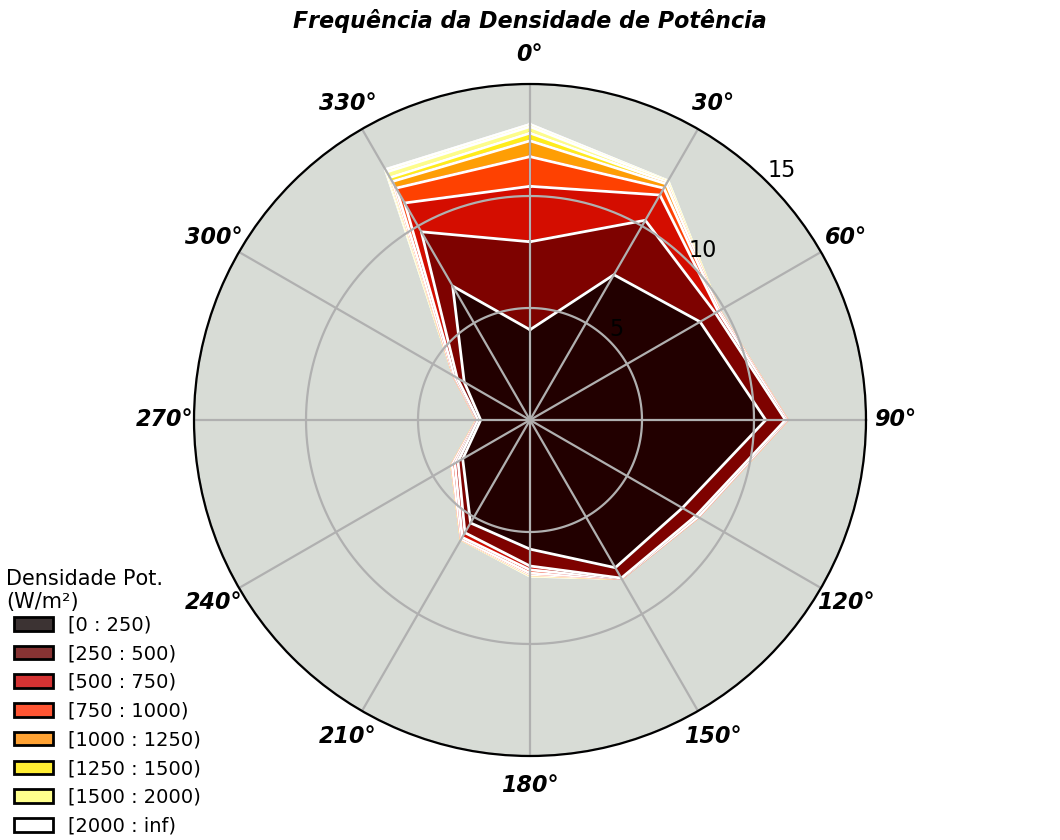 Frequência da Densidade de Potência
0°
330°
30°
15
300°
60°
10
5
270°
90°
240°
120°
210°
150°
180°
Densidade Pot.
(W/m²)
[0 : 250)
[250 : 500)
[500 : 750)
[750 : 1000)
[1000 : 1250)
[1250 : 1500)
[1500 : 2000)
[2000 : inf)